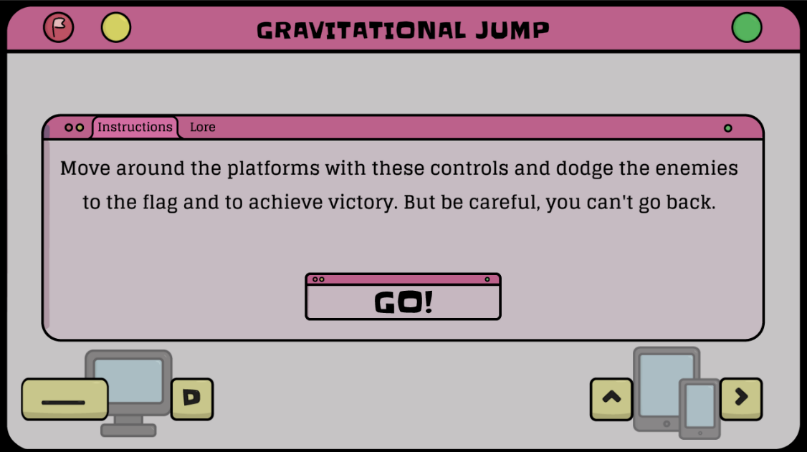 GRAVITATIONAL JUMP
Instructions Lore
Move around the platforms with these controls and dodge the enemies
to the flag and to achieve victory. But be careful, you can't go back.
GO!
D